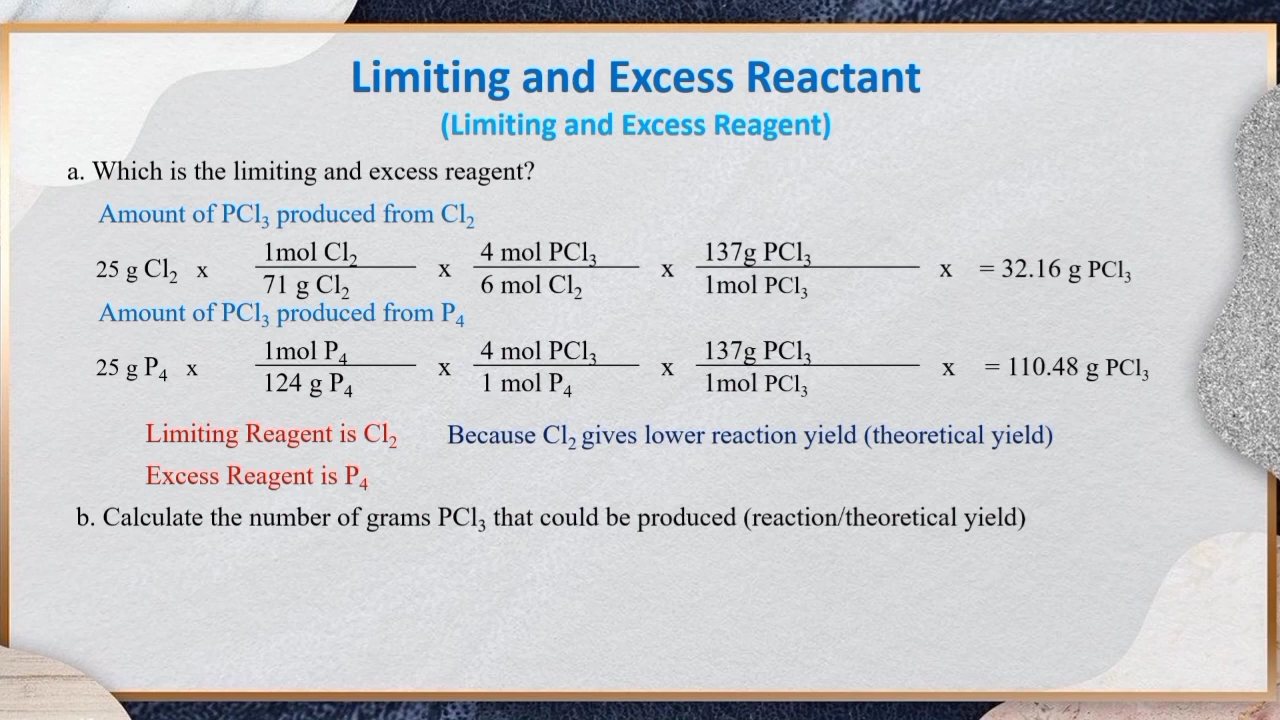 Limiting and Excess Reactant
(Limiting and Excess Reagent)
a. Which is the limiting and excess reagent?
Amount of PCl₃ produced from Cl₂
25 g Cl₂ x 1mol Cl₂ / 71 g Cl₂ x 4 mol PCl₃ / 6 mol Cl₂ x 137g PCl₃ / 1mol PCl₃ x = 32.16 g PCl₃
Amount of PCl₃ produced from P₄
25 g P₄ x 1mol P₄ / 124 g P₄ x 4 mol PCl₃ / 1 mol P₄ x 137g PCl₃ / 1mol PCl₃ x = 110.48 g PCl₃
Limiting Reagent is Cl₂ Because Cl₂ gives lower reaction yield (theoretical yield)
Excess Reagent is P₄
b. Calculate the number of grams PCl₃ that could be produced (reaction/theoretical yield)